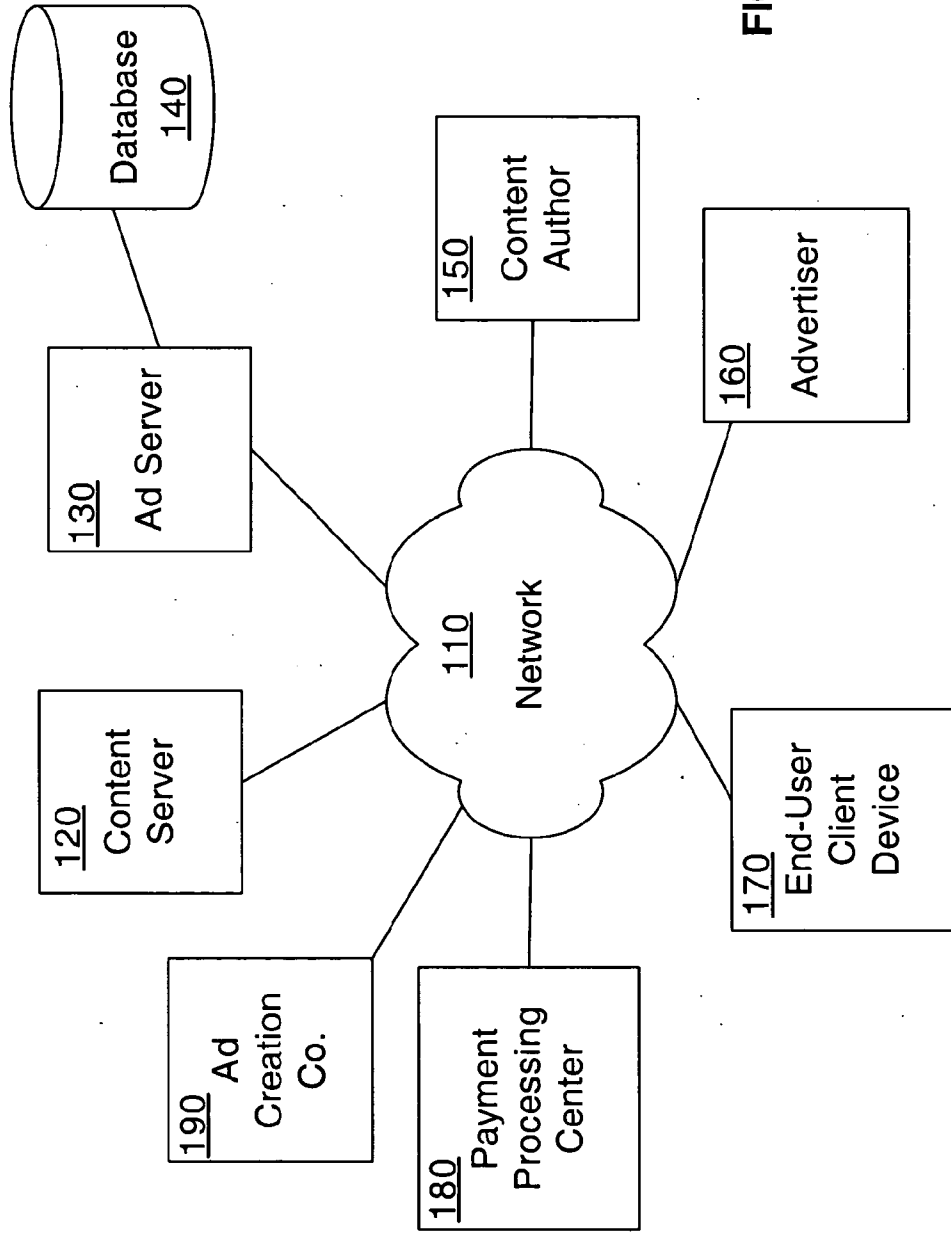 190
Ad
Creation
Co.
120
Content
Server
130
Ad Server
Database
140
180
Payment
Processing
Center
110
Network
150
Content
Author
170
End-User
Client
Device
160
Advertiser
FI